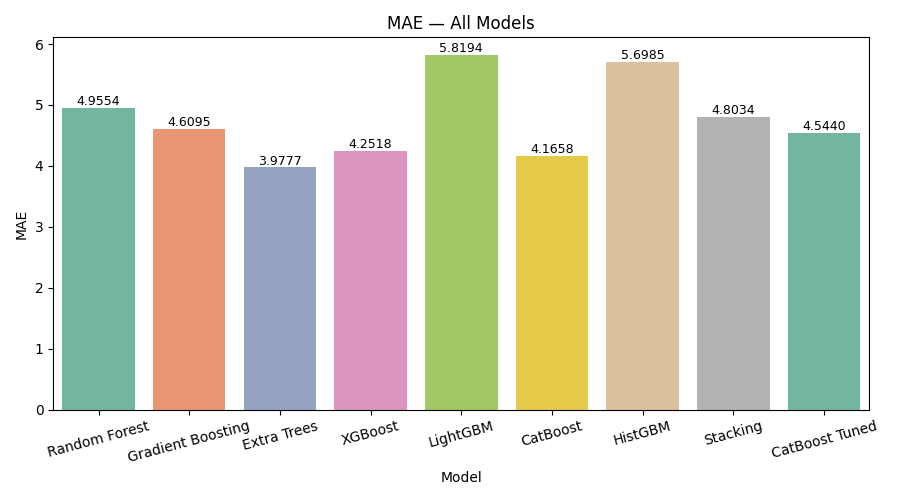 MAE — All Models
MAE
6
5
4
3
2
1
0
4.9554
4.6095
3.9777
4.2518
5.8194
4.1658
5.6985
4.8034
4.5440
Random Forest
Gradient Boosting
Extra Trees
XGBoost
LightGBM
CatBoost
HistGBM
Stacking
CatBoost Tuned
Model